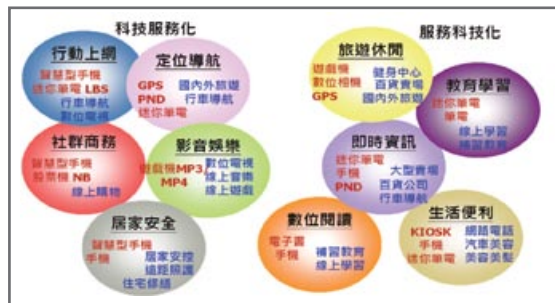 科技服務化
行動上網
智慧型手機
迷你筆電 LBS
行車導航
數位電視
定位導航
GPS 國內外旅遊
PND 行車導航
迷你筆電
社群商務
智慧型手機
股票機 NB
線上購物
影音娛樂
遊戲機MP3, 數位電視
MP4 線上音樂
線上遊戲
居家安全
智慧型手機
手機 居家安控
遠距照護
住宅修繕
服務科技化
旅遊休閒
遊戲機 健身中心
數位相機 百貨賣場
GPS 國內外旅遊
教育學習
迷你筆電
筆電
線上學習
補習教育
即時資訊
迷你筆電
手機 大型賣場
PND 百貨公司
行車導航
數位閱讀
電子書
手機 補習教育
線上學習
生活便利
KIOSK 網路電話
手機 汽車美容
迷你筆電 美容美髮